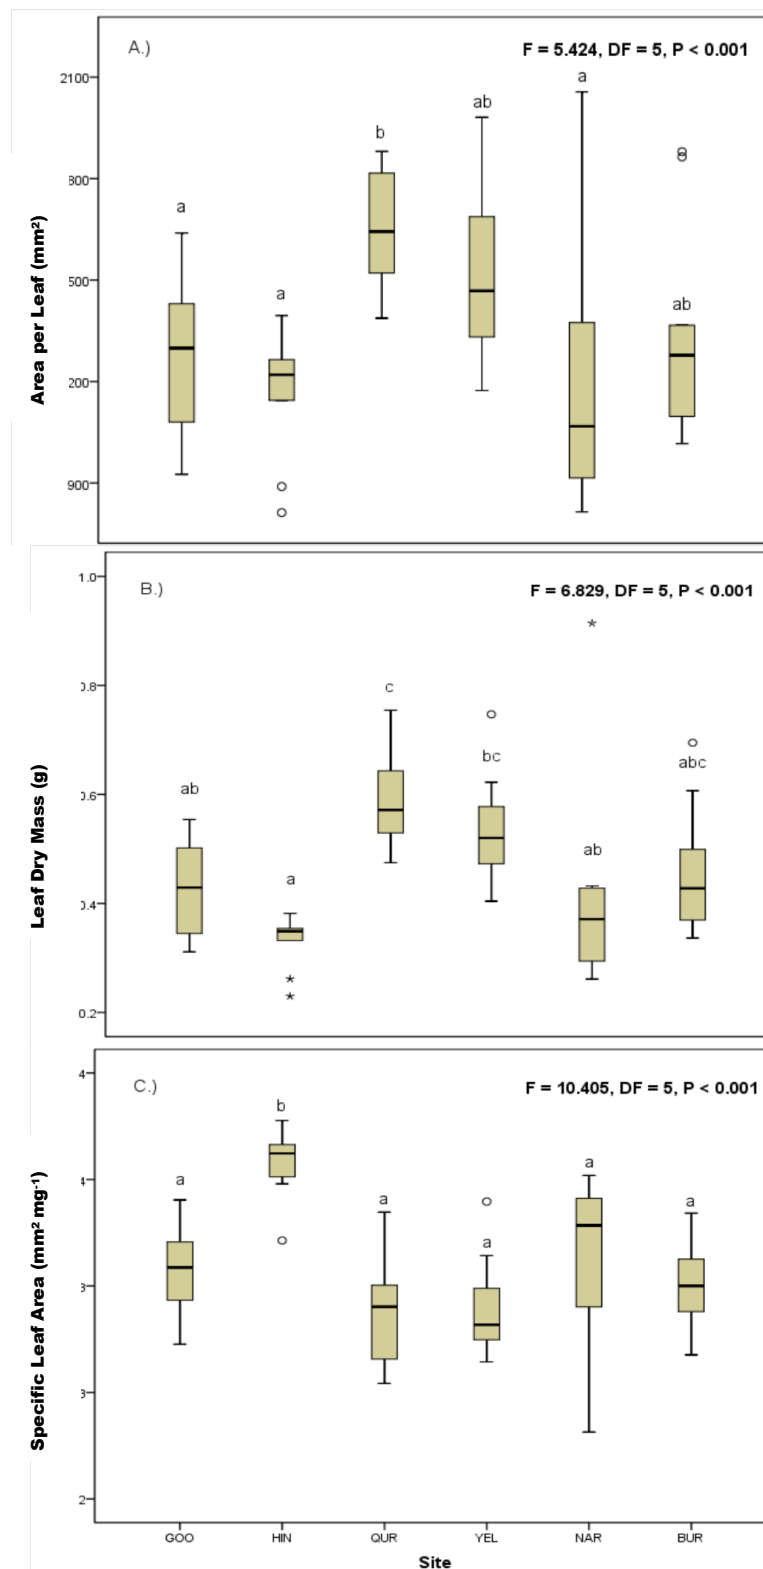 A.)
F = 5.424, DF = 5, P < 0.001
Area per Leaf (mm²)
2100
800
500
200
900
a
a
b
ab
a
ab
B.)
F = 6.829, DF = 5, P < 0.001
Leaf Dry Mass (g)
1.0
0.8
0.6
0.4
0.2
ab
a
c
bc
ab
abc
C.)
F = 10.405, DF = 5, P < 0.001
Specific Leaf Area (mm² mg⁻¹)
4
4
3
3
2
a
b
a
a
a
a
GOO HIN QUR YEL NAR BUR
Site